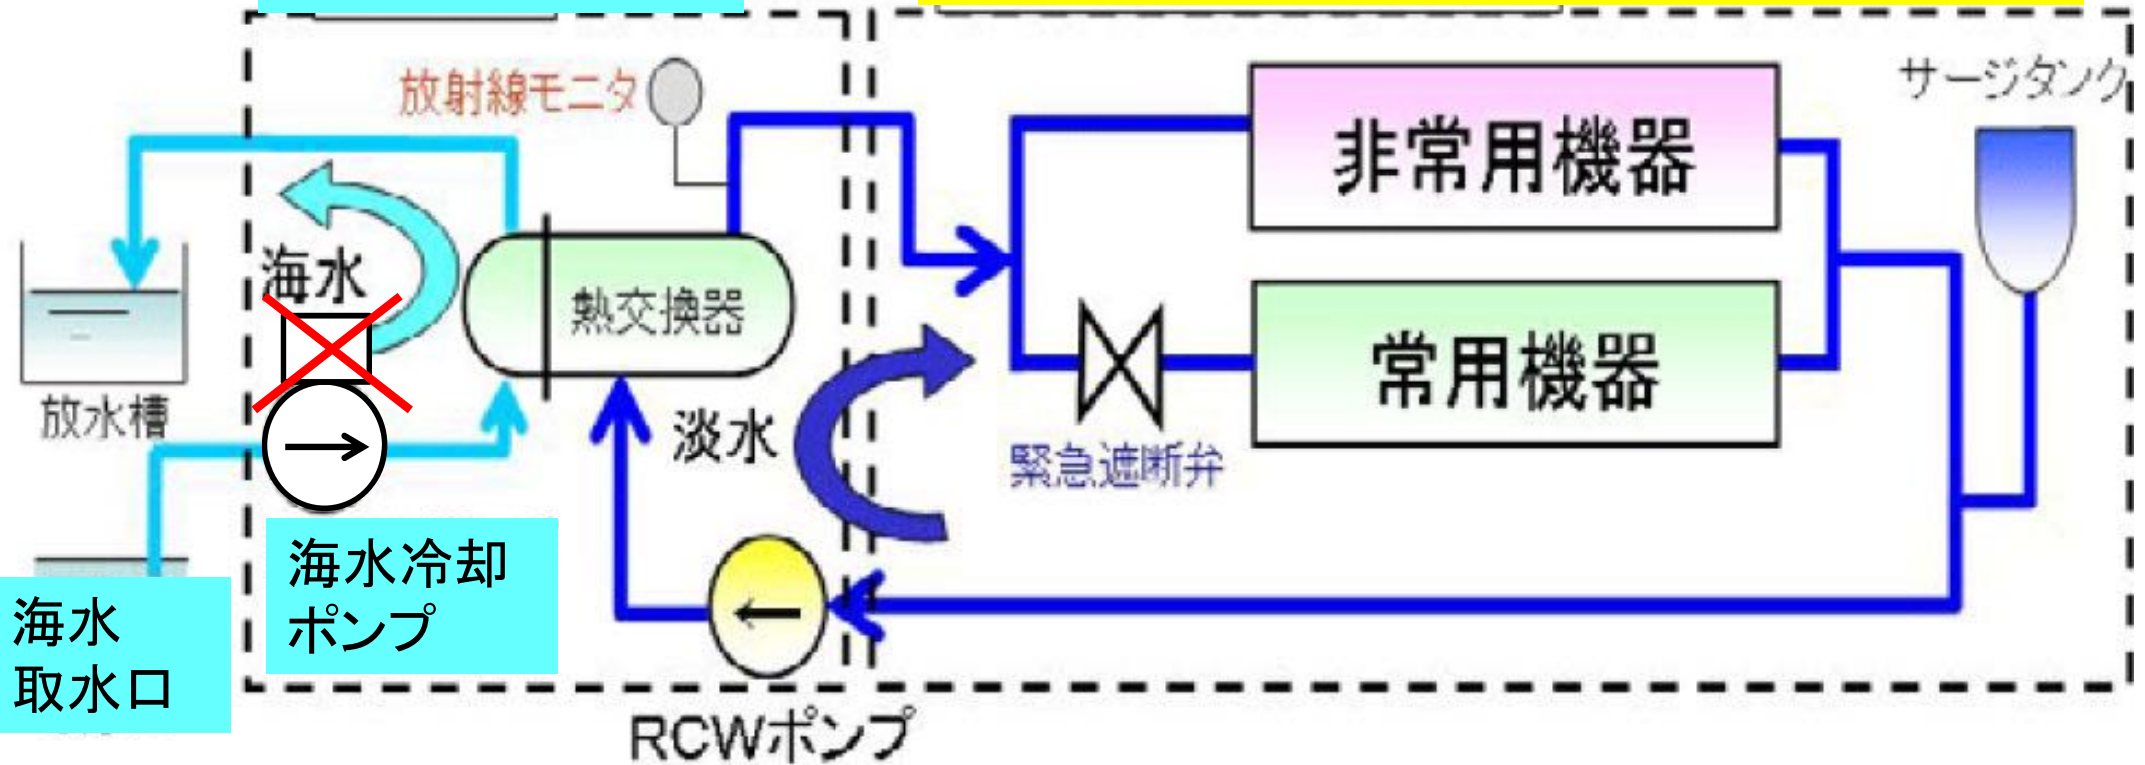 放射線モニタ
サージタンク
非常用機器
海水
熱交換器
常用機器
放水槽
淡水
緊急遮断弁
海水冷却
ポンプ
海水
取水口
RCWポンプ